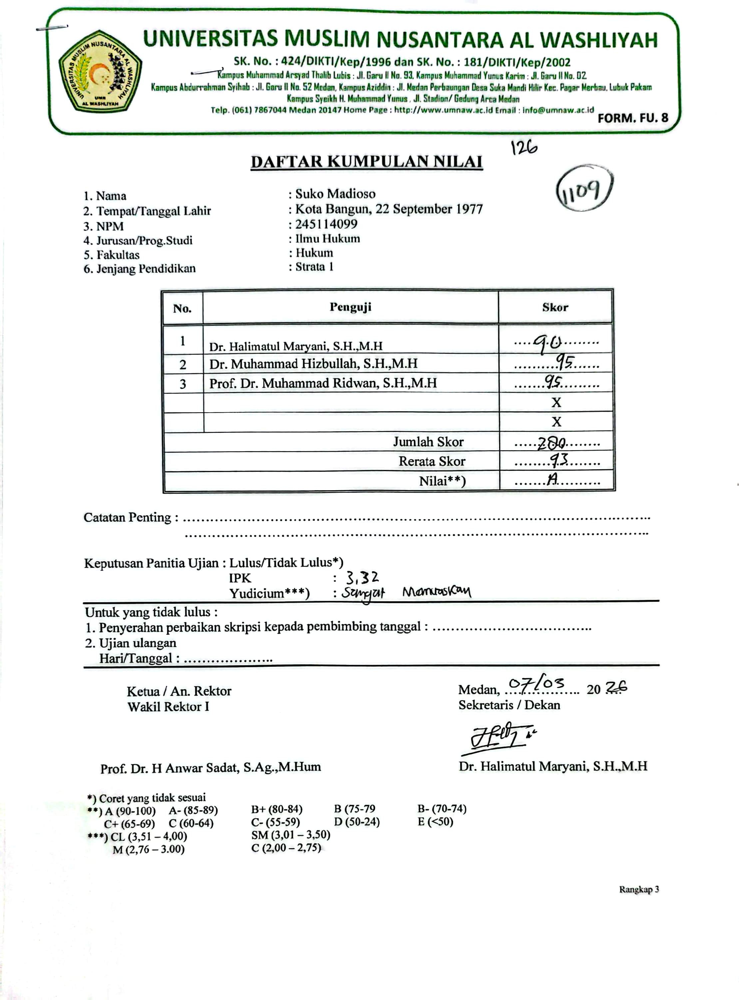 UNIVERSITAS MUSLIM NUSANTARA AL WASHLIYAH
UNIVERSITAS MUSLIM NUSANTARA AL WASHLIYAH
UMN
AL WASHLIYAH
SK. No. : 424/DIKTI/Kep/1996 dan SK. No. : 181/DIKTI/Kep/2002
Kampus Muhammad Arsyad Thalib Lubis : Jl. Garu II No. 93, Kampus Muhammad Yunus Karim : Jl. Garu II No. 02
Kampus Abdurrahman Syihab : Jl. Garu II No. 52 Medan, Kampus Aziddin : Jl. Medan Perbaungan Desa Suka Mandi Hilir Kec. Pagar Merbau, Lubuk Pakam
Kampus Syeikh H. Muhammad Yunus , Jl. Stadion/ Gedung Arca Medan
Telp. (061) 7867044 Medan 20147 Home Page : http://www.umnaw.ac.id Email : info@umnaw.ac.id
FORM. FU. 8
126
DAFTAR KUMPULAN NILAI
1109
1. Nama : Suko Madioso
2. Tempat/Tanggal Lahir : Kota Bangun, 22 September 1977
3. NPM : 245114099
4. Jurusan/Prog.Studi : Ilmu Hukum
5. Fakultas : Hukum
6. Jenjang Pendidikan : Strata 1
No. Penguji Skor
1 Dr. Halimatul Maryani, S.H.,M.H 90
2 Dr. Muhammad Hizbullah, S.H.,M.H 95
3 Prof. Dr. Muhammad Ridwan, S.H.,M.H 95
X
X
Jumlah Skor 280
Rerata Skor 93
Nilai**) A
Catatan Penting :
Keputusan Panitia Ujian : Lulus/Tidak Lulus*)
IPK : 3,32
Yudicium***) : Sangat Memuaskan
Untuk yang tidak lulus :
1. Penyerahan perbaikan skripsi kepada pembimbing tanggal :
2. Ujian ulangan
Hari/Tanggal :
Ketua / An. Rektor Medan, 07/03 2026
Wakil Rektor I Sekretaris / Dekan
Prof. Dr. H Anwar Sadat, S.Ag.,M.Hum Dr. Halimatul Maryani, S.H.,M.H
*) Coret yang tidak sesuai
**) A (90-100) A- (85-89) B+ (80-84) B (75-79 B- (70-74)
C+ (65-69) C (60-64) C- (55-59) D (50-24) E (<50)
***) CL (3,51 – 4,00) SM (3,01 – 3,50)
M (2,76 – 3.00) C (2,00 – 2,75)
Rangkap 3